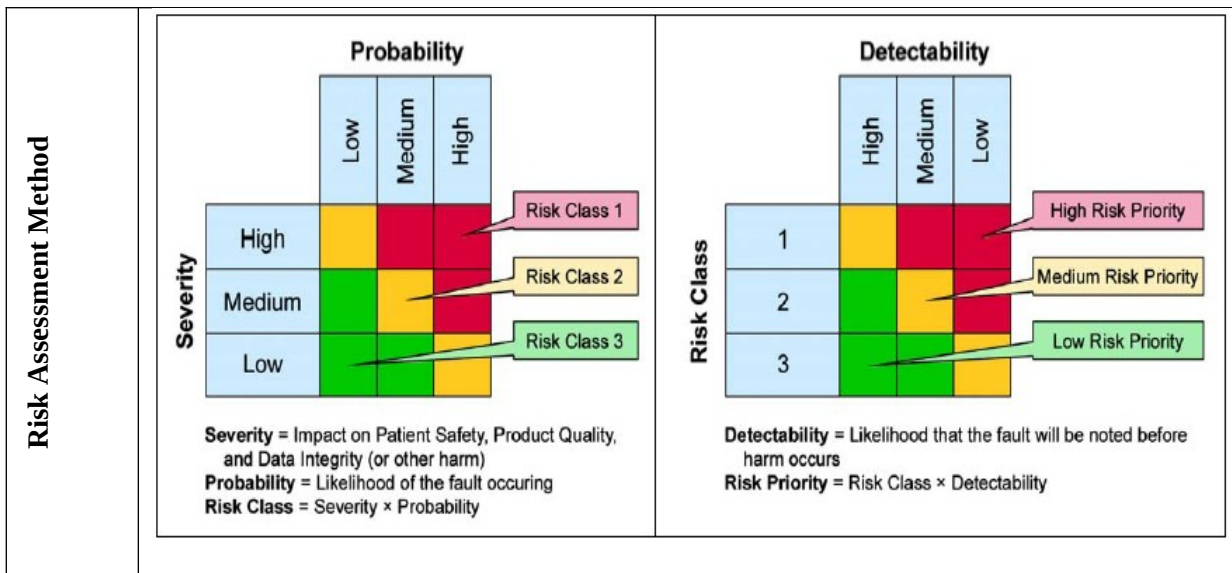 Risk Assessment Method
Probability
Low
Medium
High
Severity
High
Medium
Low
Risk Class 1
Risk Class 2
Risk Class 3
Severity = Impact on Patient Safety, Product Quality,
and Data Integrity (or other harm)
Probability = Likelihood of the fault occuring
Risk Class = Severity × Probability
Detectability
High
Medium
Low
Risk Class
1
2
3
High Risk Priority
Medium Risk Priority
Low Risk Priority
Detectability = Likelihood that the fault will be noted before
harm occurs
Risk Priority = Risk Class × Detectability